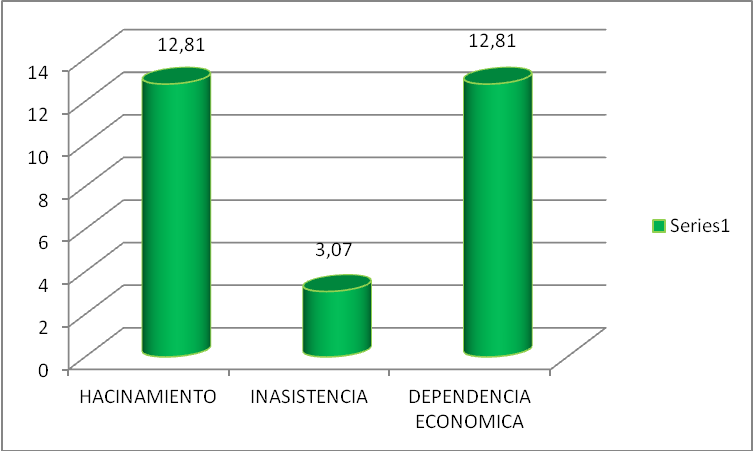 12,81
12,81
3,07
14
12
10
8
6
4
2
0
HACINAMIENTO
INASISTENCIA
DEPENDENCIA
ECONOMICA
Series1